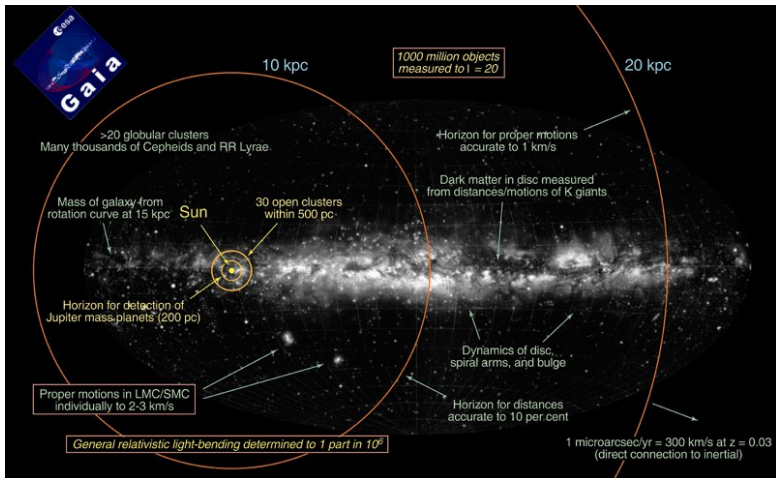 esa
Gaia
10 kpc
1000 million objects
measured to I = 20
20 kpc
>20 globular clusters
Many thousands of Cepheids and RR Lyrae
Horizon for proper motions
accurate to 1 km/s
Mass of galaxy from
rotation curve at 15 kpc
Sun
30 open clusters
within 500 pc
Dark matter in disc measured
from distances/motions of K giants
Horizon for detection of
Jupiter mass planets (200 pc)
Dynamics of disc,
spiral arms, and bulge
Proper motions in LMC/SMC
individually to 2-3 km/s
Horizon for distances
accurate to 10 per cent
General relativistic light-bending determined to 1 part in 10⁶
1 microarcsec/yr = 300 km/s at z = 0.03
(direct connection to inertial)